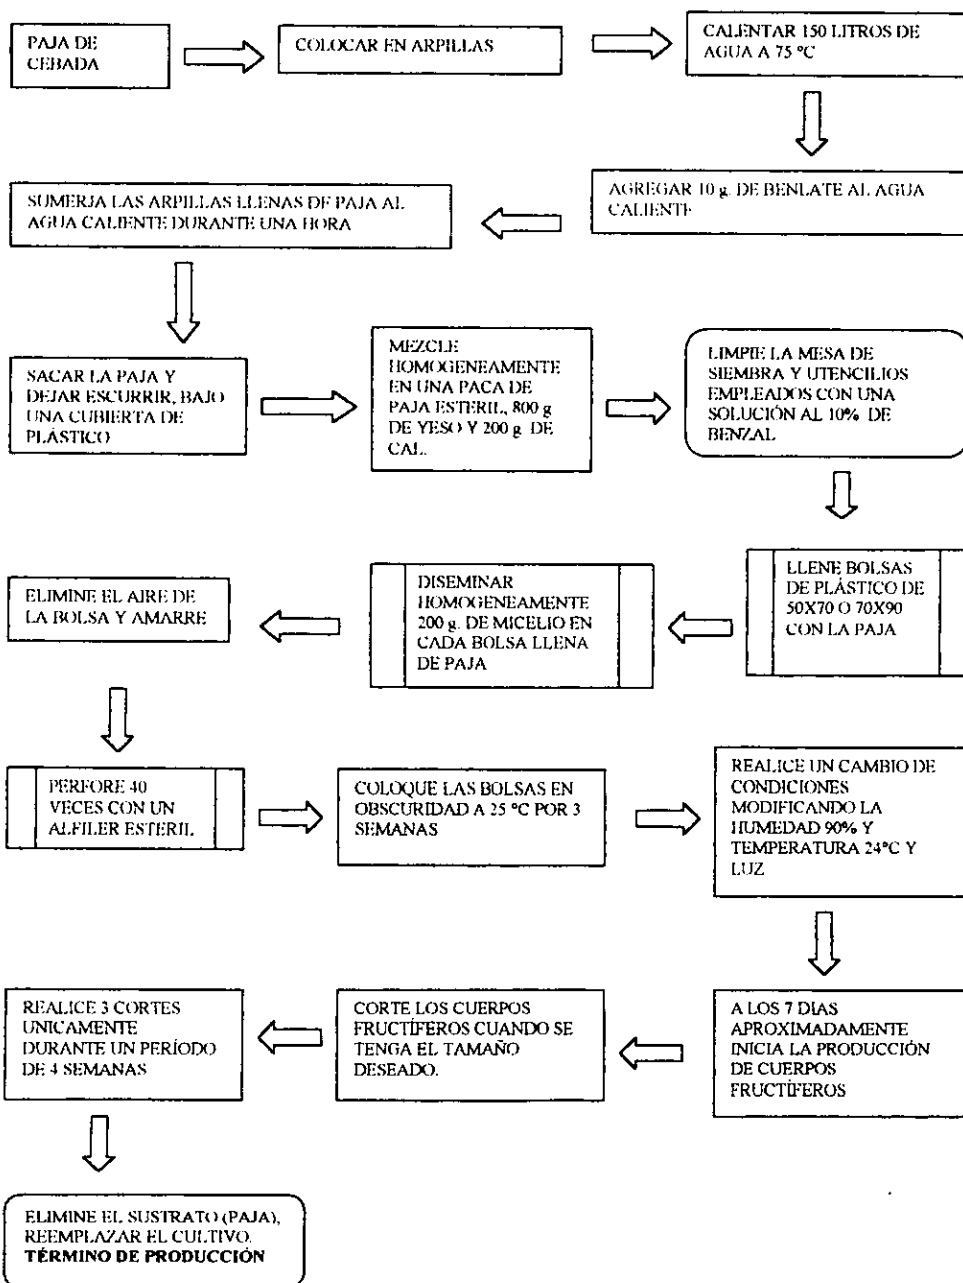 PAJA DE
CEBADA
COLOCAR EN ARPILLAS
CALENTAR 150 LITROS DE
AGUA A 75 °C
AGREGAR 10 g. DE BENLATE AL AGUA
CALIENTE
SUMERJA LAS ARPILLAS LLENAS DE PAJA AL
AGUA CALIENTE DURANTE UNA HORA
SACAR LA PAJA Y
DEJAR ESCURRIR, BAJO
UNA CUBIERTA DE
PLÁSTICO
MEZCLE
HOMOGENEAMENTE
EN UNA PACA DE
PAJA ESTERIL, 800 g
DE YESO Y 200 g. DE
CAL.
LIMPIE LA MESA DE
SIEMBRA Y UTENCILIOS
EMPLEADOS CON UNA
SOLUCIÓN AL 10% DE
BENZAL
LLENE BOLSAS
DE PLÁSTICO DE
50X70 O 70X90
CON LA PAJA
DISEMINAR
HOMOGENEAMENTE
200 g. DE MICELIO EN
CADA BOLSA LLENA
DE PAJA
ELIMINE EL AIRE DE
LA BOLSA Y AMARRE
PERFORE 40
VECES CON UN
ALFILER ESTERIL
COLOQUE LAS BOLSAS EN
OBSCURIDAD A 25 °C POR 3
SEMANAS
REALICE UN CAMBIO DE
CONDICIONES
MODIFICANDO LA
HUMEDAD 90% Y
TEMPERATURA 24°C Y
LUZ
A LOS 7 DIAS
APROXIMADAMENTE
INICIA LA PRODUCCIÓN
DE CUERPOS
FRUCTÍFEROS
CORTE LOS CUERPOS
FRUCTÍFEROS CUANDO SE
TENGA EL TAMAÑO
DESEADO.
REALICE 3 CORTES
UNICAMENTE
DURANTE UN PERÍODO
DE 4 SEMANAS
ELIMINE EL SUSTRATO (PAJA),
REEMPLAZAR EL CULTIVO.
TÉRMINO DE PRODUCCIÓN